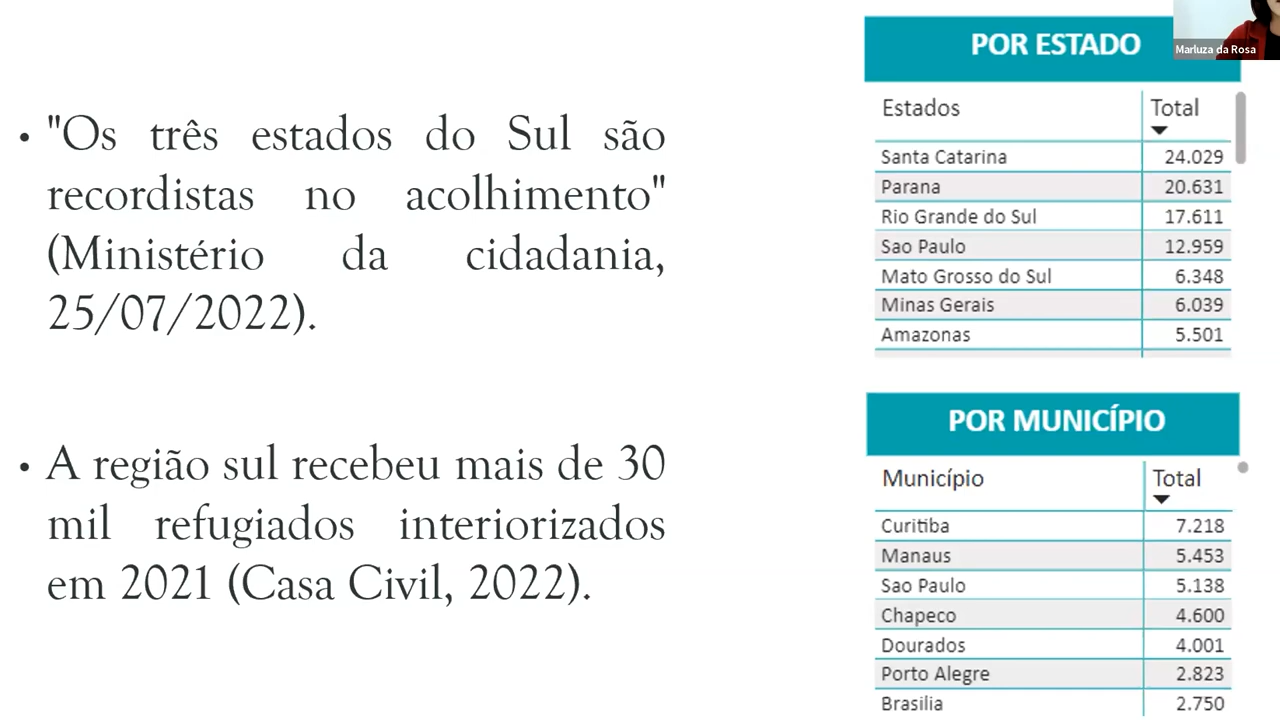 • "Os três estados do Sul são
recordistas no acolhimento"
(Ministério da cidadania,
25/07/2022).
• A região sul recebeu mais de 30
mil refugiados interiorizados
em 2021 (Casa Civil, 2022).
POR ESTADO
Marluza da Rosa
Estados Total
Santa Catarina 24.029
Parana 20.631
Rio Grande do Sul 17.611
Sao Paulo 12.959
Mato Grosso do Sul 6.348
Minas Gerais 6.039
Amazonas 5.501
POR MUNICÍPIO
Município Total
Curitiba 7.218
Manaus 5.453
Sao Paulo 5.138
Chapeco 4.600
Dourados 4.001
Porto Alegre 2.823
Brasilia 2.750